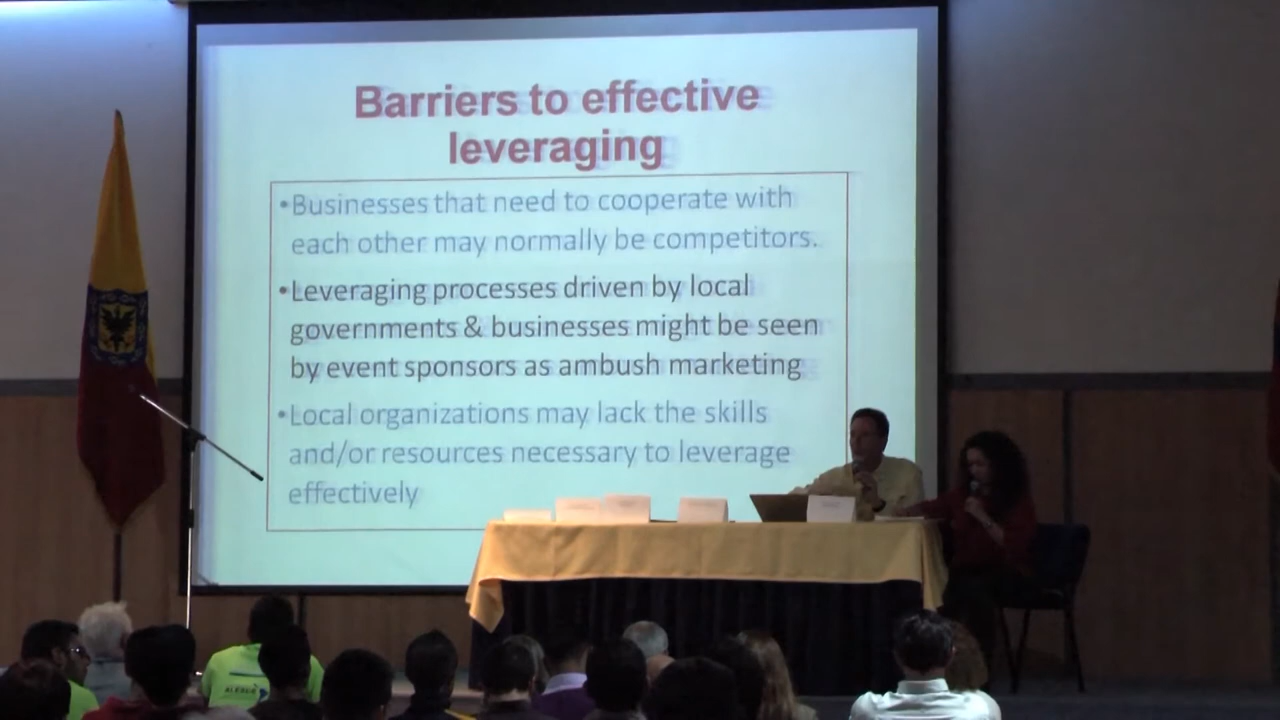 Barriers to effective
leveraging
•Businesses that need to cooperate with
each other may normally be competitors.
•Leveraging processes driven by local
governments & businesses might be seen
by event sponsors as ambush marketing
•Local organizations may lack the skills
and/or resources necessary to leverage
effectively